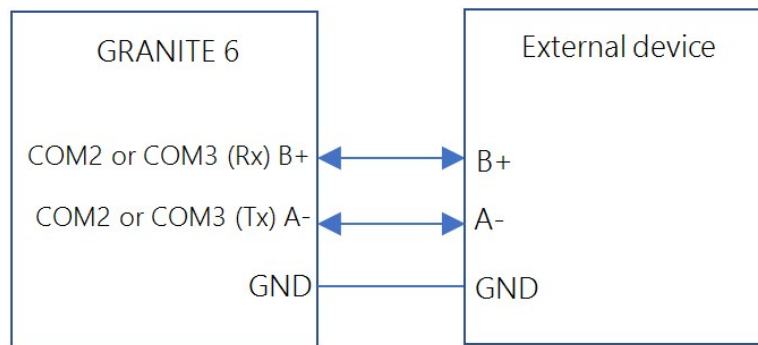 GRANITE 6
External device
COM2 or COM3 (Rx) B+
B+
COM2 or COM3 (Tx) A-
A-
GND
GND